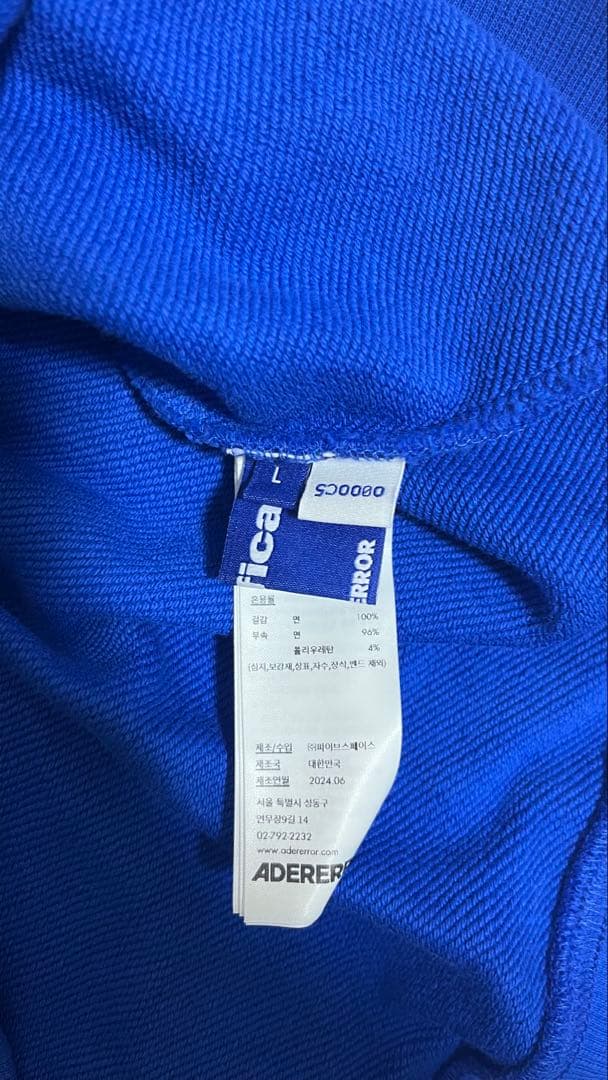 L
0000C5
fica
ERROR
혼용률
겉감 면 100%
부속 면 96%
폴리우레탄 4%
(심지,보강재,상표,자수,장식,밴드 제외)
제조/수입 ㈜파이브스페이스
제조국 대한민국
제조연월 2024.06
서울 특별시 성동구
연무장9길 14
02-792-2232
www.adererror.com
ADERER